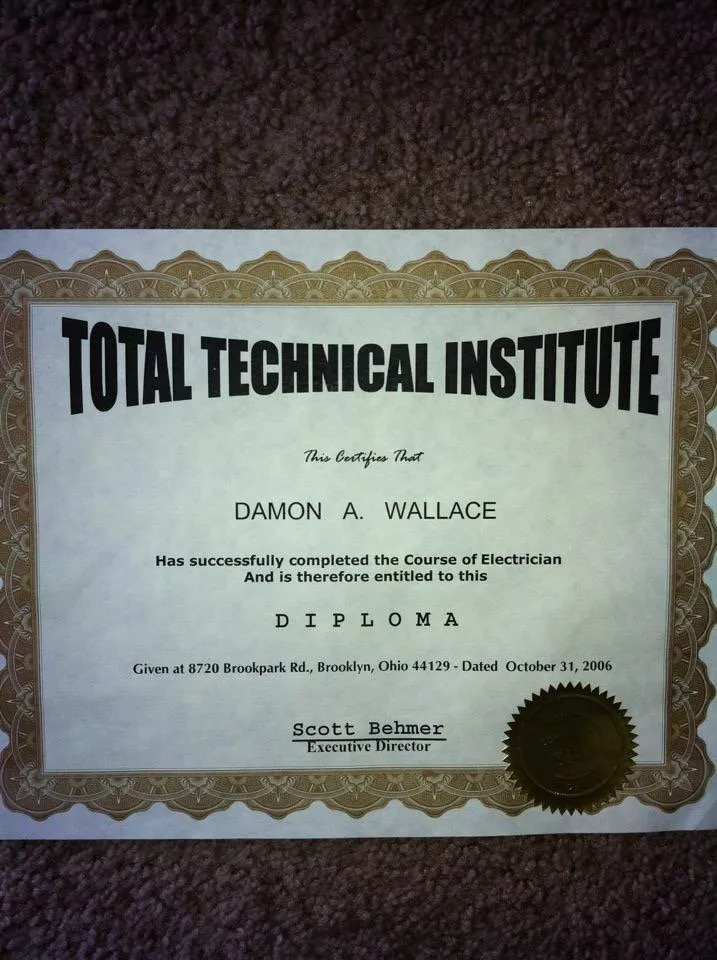 TOTAL TECHNICAL INSTITUTE
This Certifies That
DAMON A. WALLACE
Has successfully completed the Course of Electrician
And is therefore entitled to this
DIPLOMA
Given at 8720 Brookpark Rd., Brooklyn, Ohio 44129 - Dated October 31, 2006
Scott Behmer
Executive Director